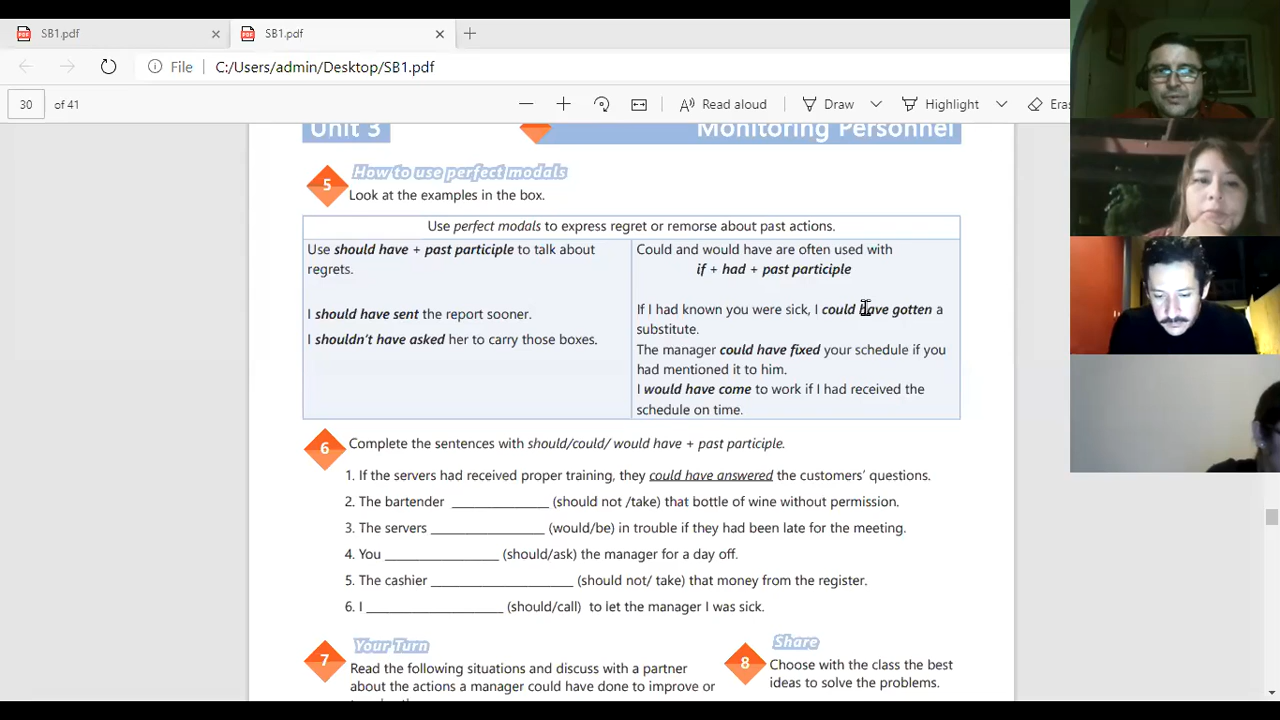 SB1.pdf
SB1.pdf
File
C:/Users/admin/Desktop/SB1.pdf
30 of 41
Read aloud
Draw
Highlight
Eras
Unit 3
Monitoring Personnel
5
How to use perfect modals
Look at the examples in the box.
Use perfect modals to express regret or remorse about past actions.
Use should have + past participle to talk about
regrets.
I should have sent the report sooner.
I shouldn't have asked her to carry those boxes.
Could and would have are often used with
if + had + past participle
If I had known you were sick, I could have gotten a
substitute.
The manager could have fixed your schedule if you
had mentioned it to him.
I would have come to work if I had received the
schedule on time.
6
Complete the sentences with should/could/ would have + past participle.
1. If the servers had received proper training, they could have answered the customers' questions.
2. The bartender _______________ (should not /take) that bottle of wine without permission.
3. The servers _________________ (would/be) in trouble if they had been late for the meeting.
4. You _________________ (should/ask) the manager for a day off.
5. The cashier _____________________ (should not/ take) that money from the register.
6. I ____________________ (should/call)  to let the manager I was sick.
7
Your Turn
Read the following situations and discuss with a partner
about the actions a manager could have done to improve or
8
Share
Choose with the class the best
ideas to solve the problems.